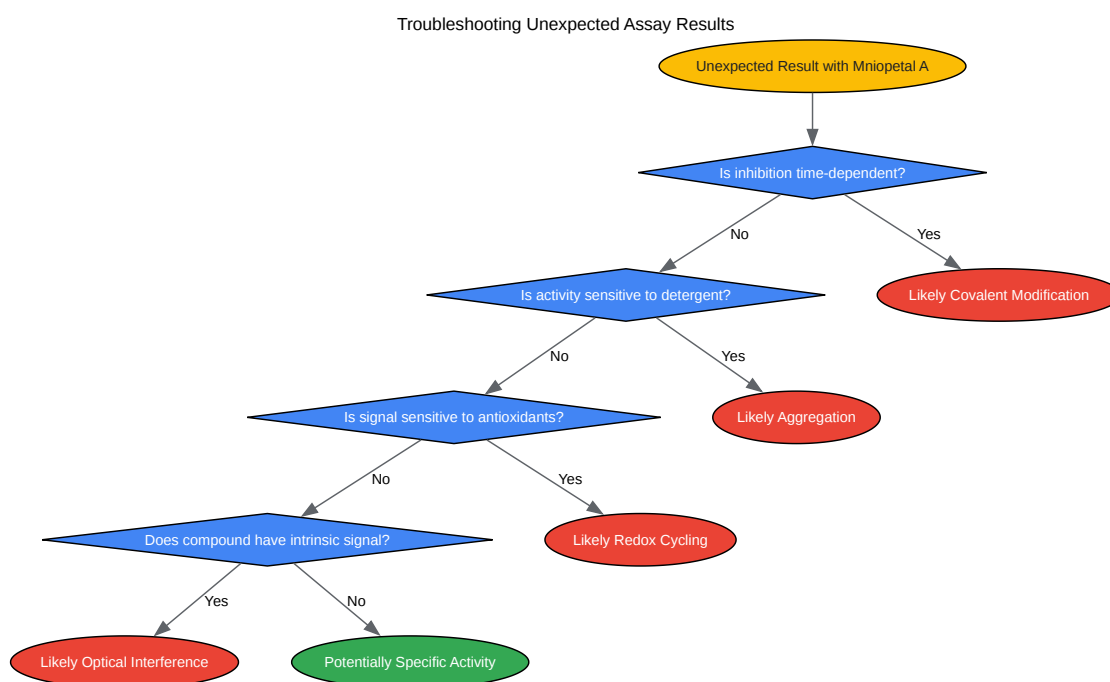 Troubleshooting Unexpected Assay Results
Unexpected Result with Mniopetal A
Is inhibition time-dependent?
No
Yes
Is activity sensitive to detergent?
Likely Covalent Modification
No
Yes
Is signal sensitive to antioxidants?
Likely Aggregation
No
Yes
Does compound have intrinsic signal?
Likely Redox Cycling
Yes
No
Likely Optical Interference
Potentially Specific Activity